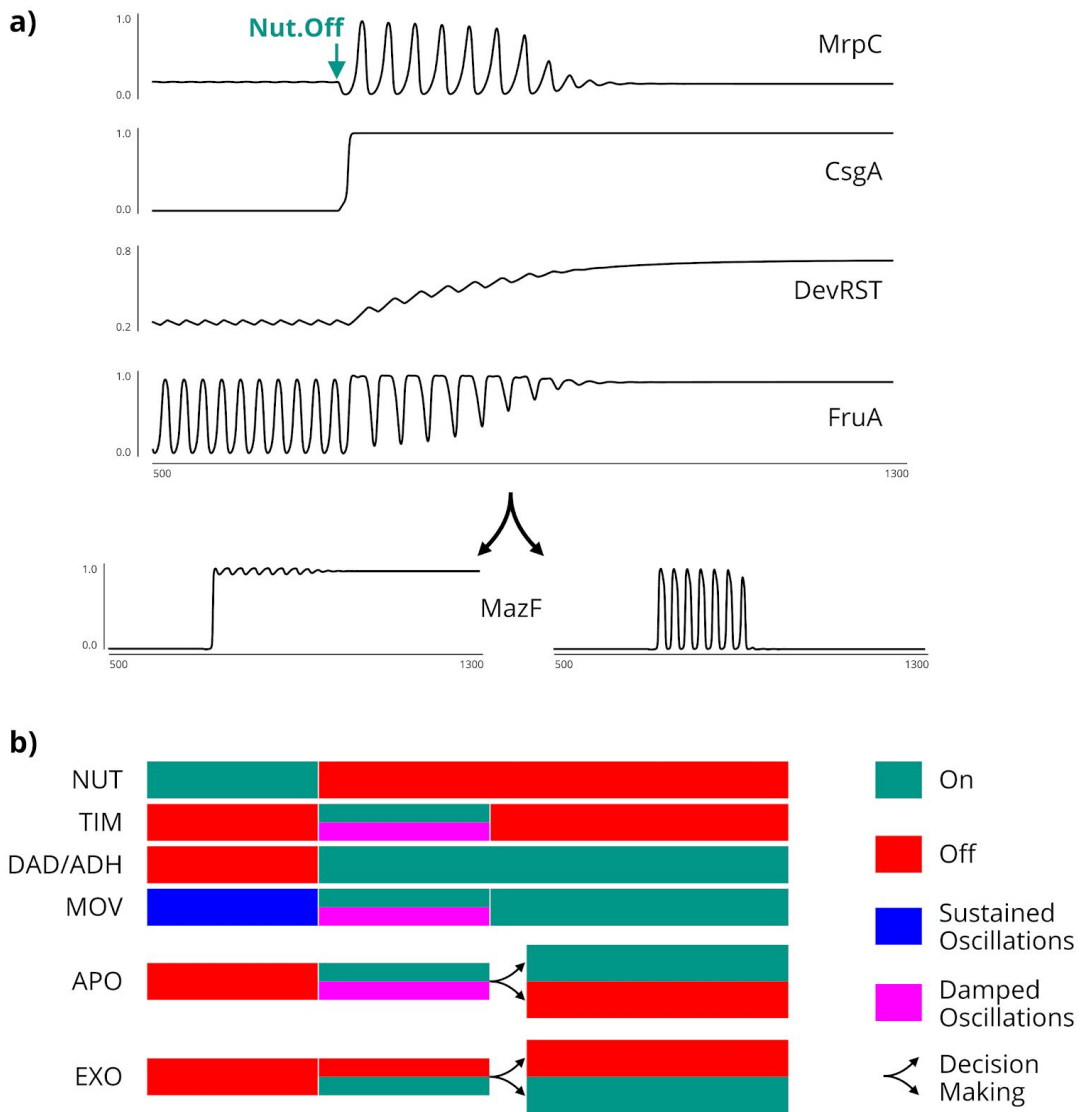 a)
1.0
Nut.Off
MrpC
0.0
1.0
CsgA
0.0
0.8
DevRST
0.2
1.0
FruA
0.0
500
1300
1.0
MazF
0.0
500
1300
500
1300
b)
NUT
On
TIM
Off
DAD/ADH
MOV
Sustained
Oscillations
APO
Damped
Oscillations
EXO
Decision
Making